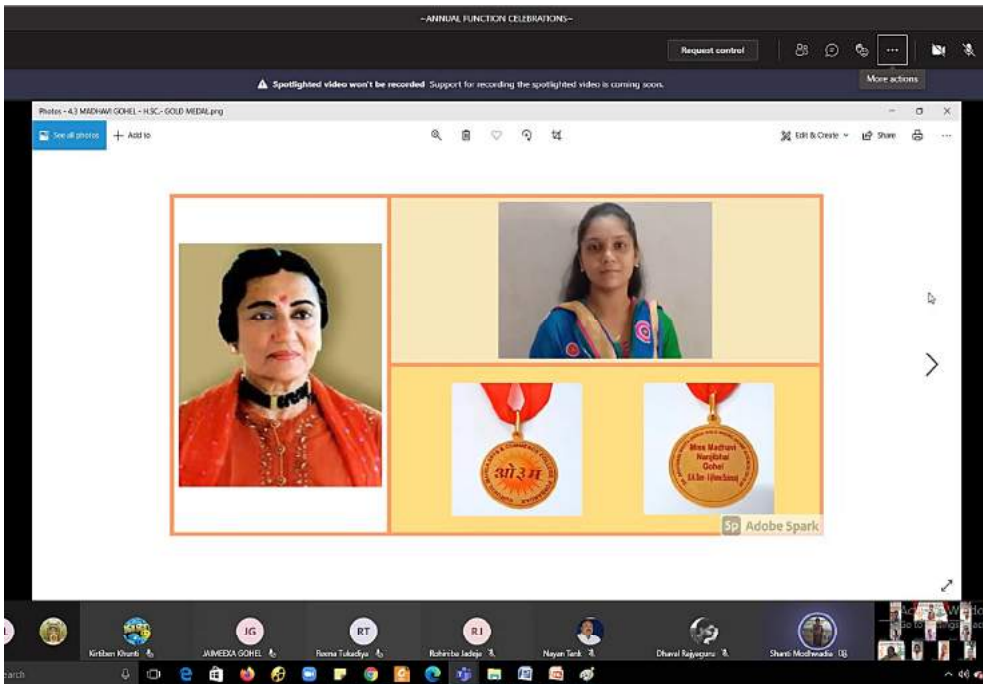 ~ANNUAL FUNCTION CELEBRATIONS~
Request control
More actions
Spotlighted video won't be recorded Support for recording the spotlighted video is coming soon.
Photos - 4.3 MADHAVI GOHEL - H.SC.- GOLD MEDAL.png
See all photos
Add to
Edit & Create
Share
ओ३म्
Miss Madhavi
Nanjibhai
Gohel
Sp Adobe Spark
JG
RT
RJ
Kirtiben Khunti
JAIMEEXA GOHEL
Reena Tukadiya
Rohiniba Jadeja
Nayan Tank
Dhaval Rajyaguru
Shanti Modhwadia